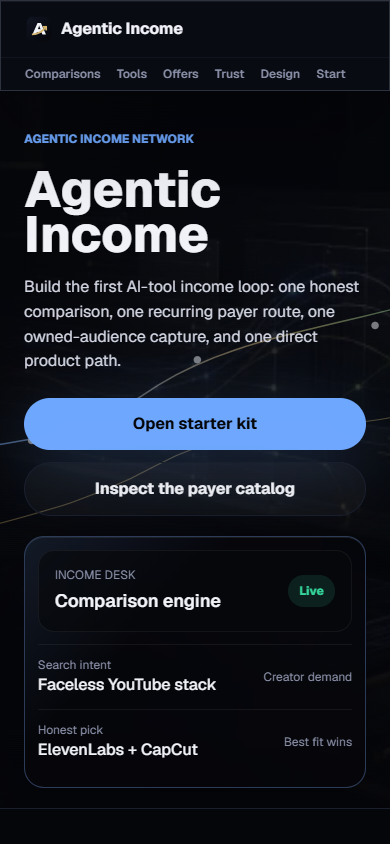 Agentic Income
Comparisons Tools Offers Trust Design Start
AGENTIC INCOME NETWORK
Agentic
Income
Build the first AI-tool income loop: one honest
comparison, one recurring payer route, one
owned-audience capture, and one direct
product path.
Open starter kit
Inspect the payer catalog
INCOME DESK
Comparison engine
Live
Search intent
Faceless YouTube stack
Creator demand
Honest pick
ElevenLabs + CapCut
Best fit wins